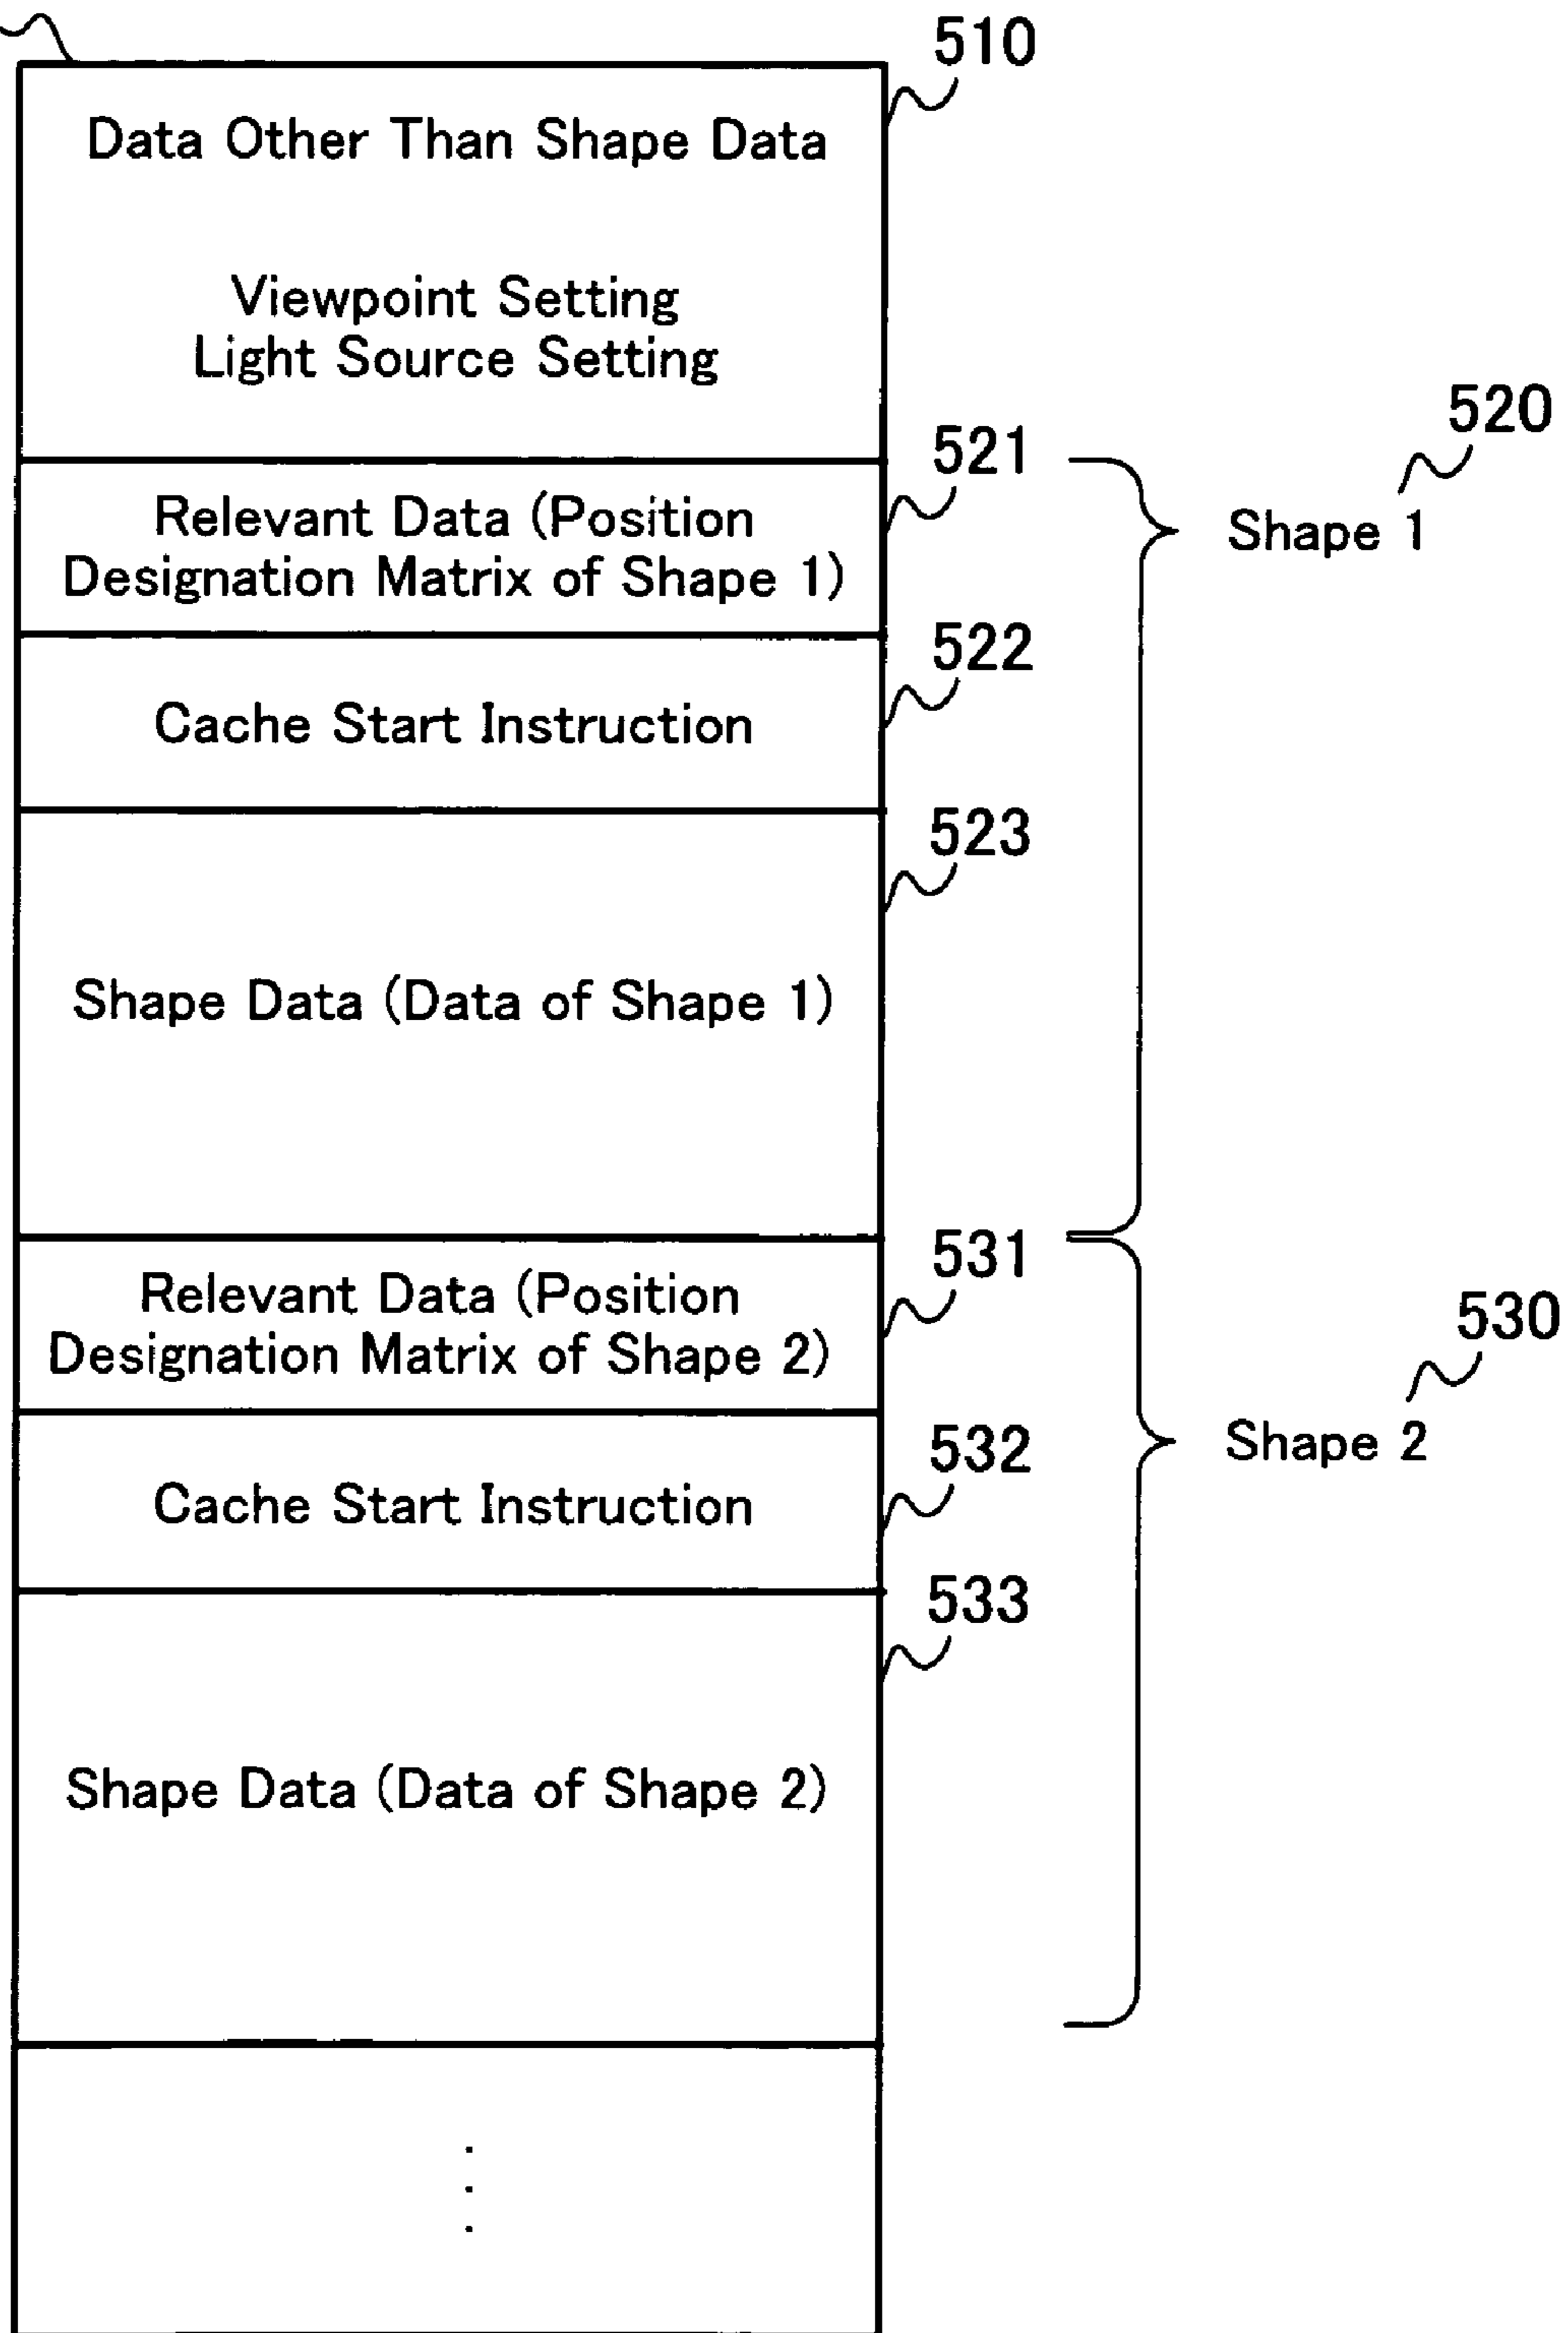 510
Data Other Than Shape Data
Viewpoint Setting
Light Source Setting
520
521
Relevant Data (Position
Designation Matrix of Shape 1)
Shape 1
522
Cache Start Instruction
523
Shape Data (Data of Shape 1)
531
Relevant Data (Position
Designation Matrix of Shape 2)
530
Shape 2
532
Cache Start Instruction
533
Shape Data (Data of Shape 2)